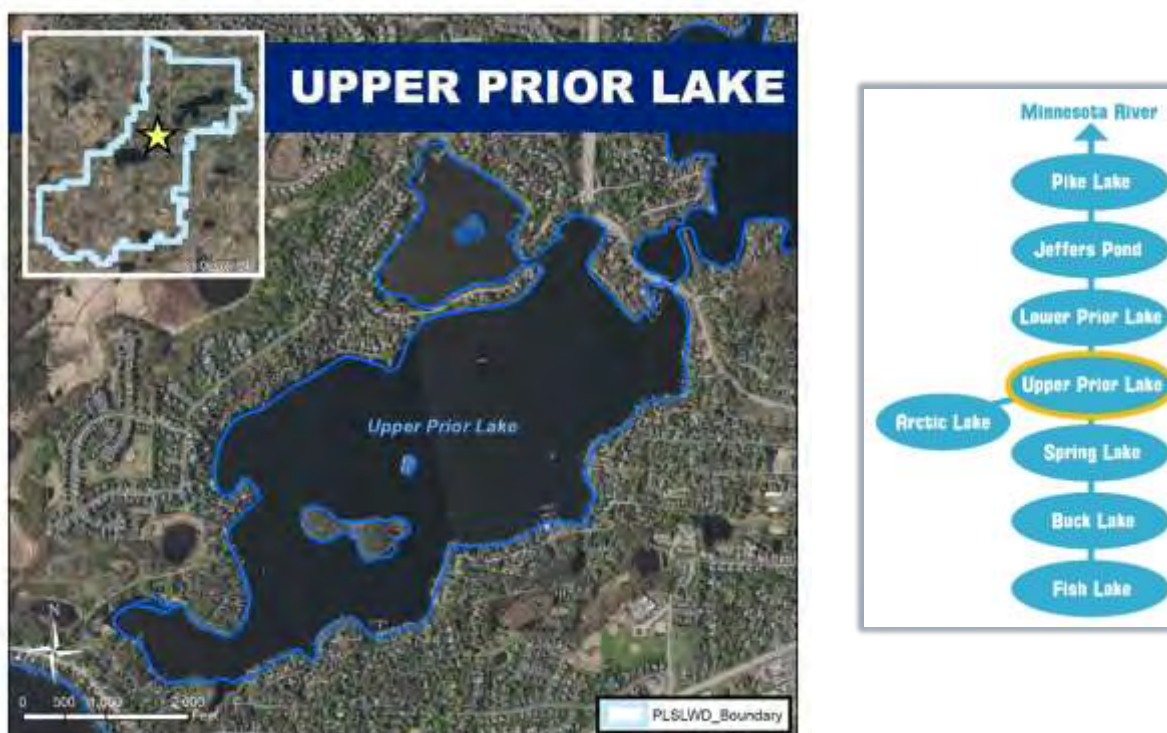 UPPER PRIOR LAKE
Upper Prior Lake
N
0 500 1,000 2,000
Feet
PLSLWD_Boundary
Minnesota River
Pike Lake
Jeffers Pond
Lower Prior Lake
Upper Prior Lake
Arctic Lake
Spring Lake
Buck Lake
Fish Lake